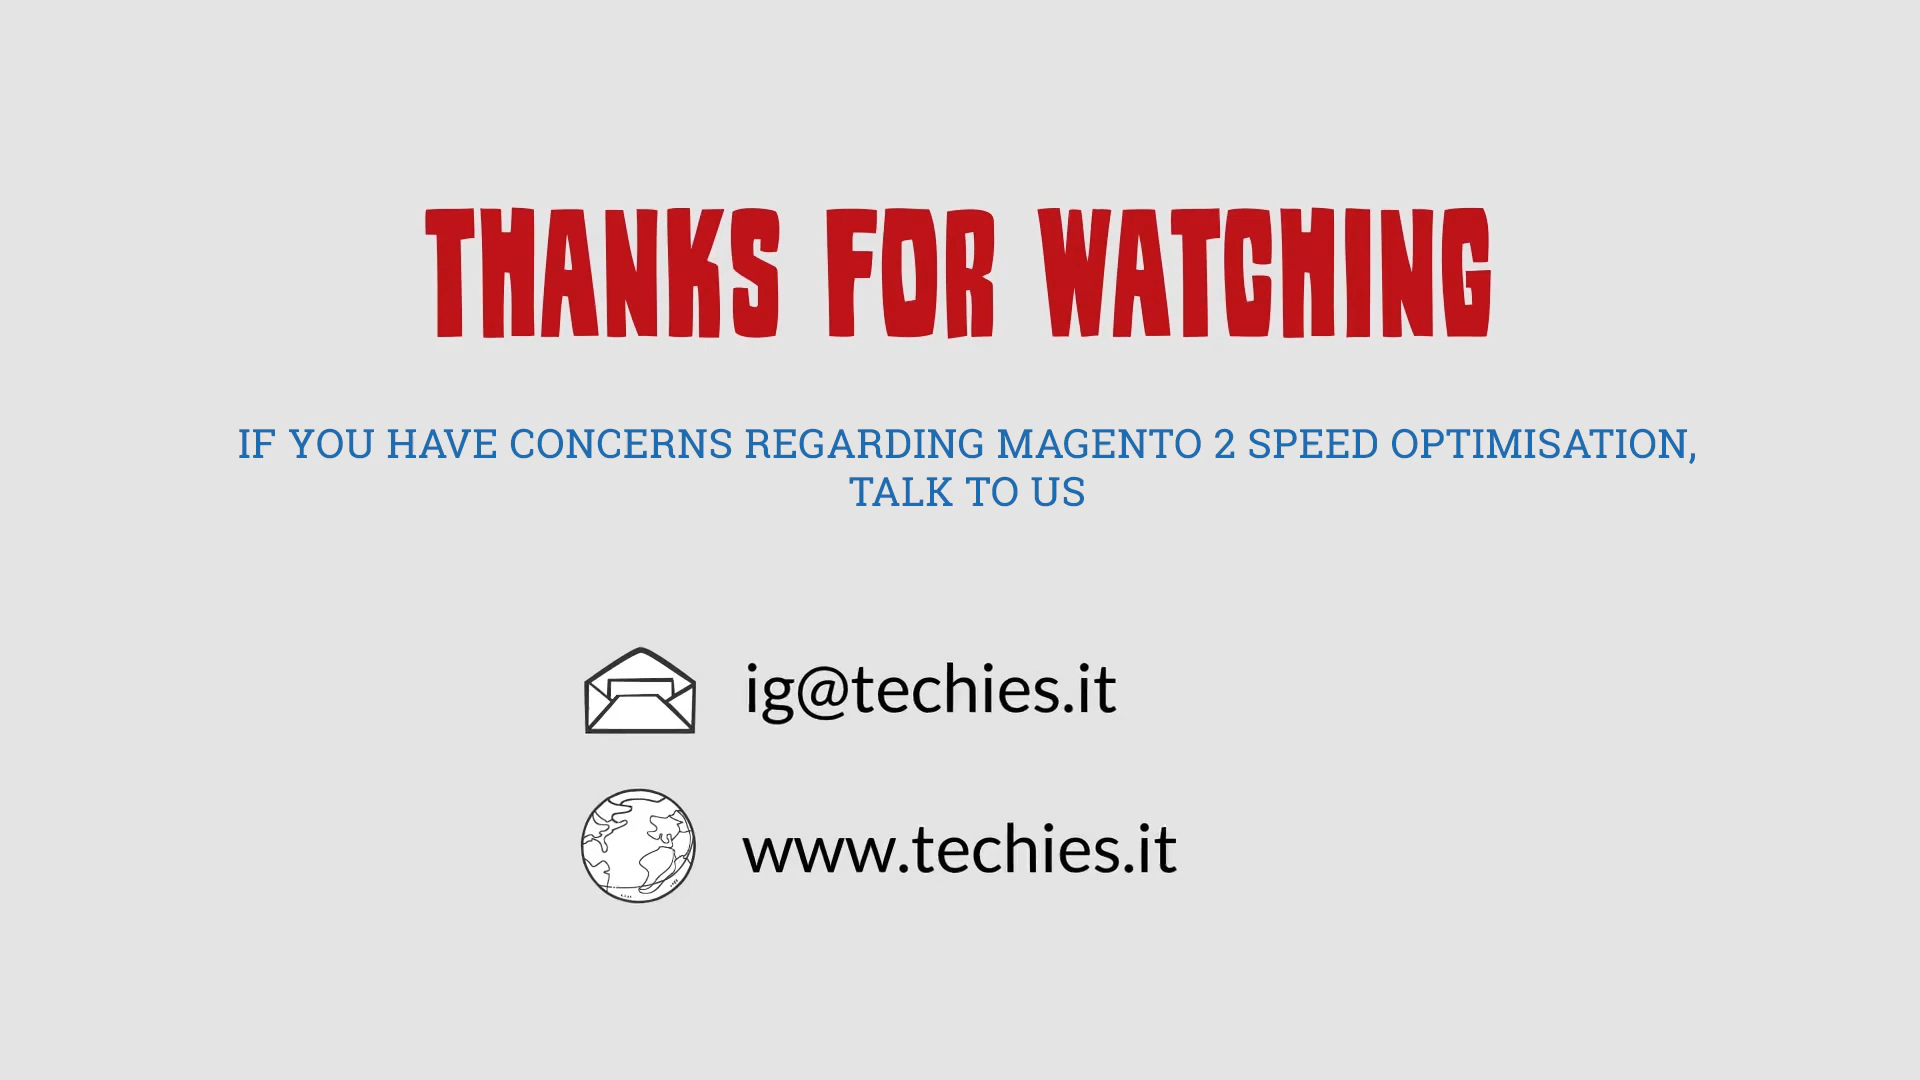 THANKS FOR WATCHING
IF YOU HAVE CONCERNS REGARDING MAGENTO 2 SPEED OPTIMISATION,
TALK TO US
ig@techies.it
www.techies.it